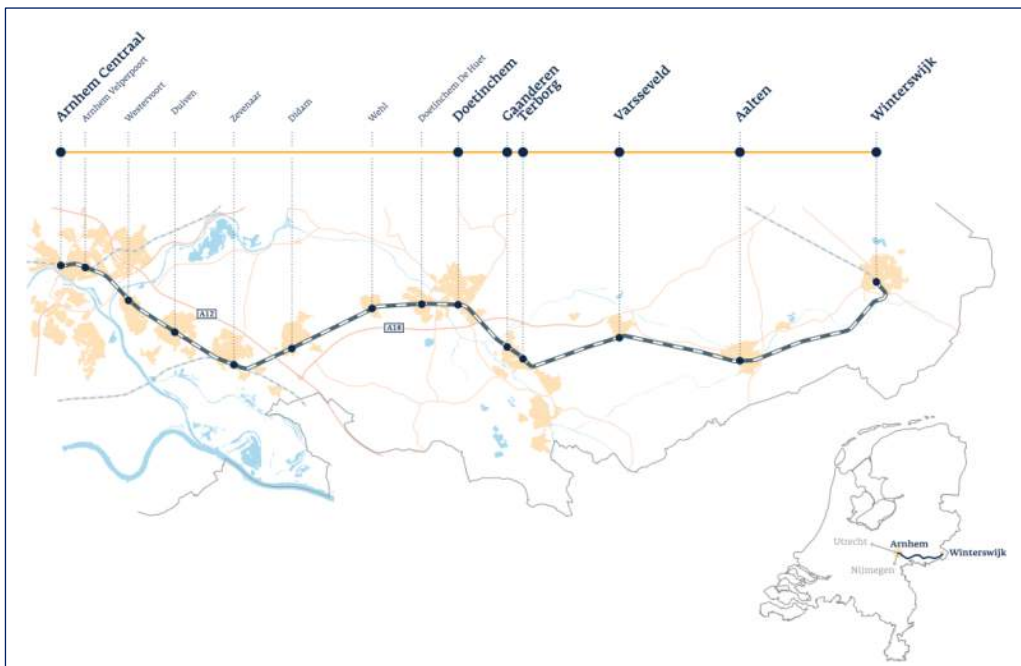 Arnhem Centraal
Arnhem Velperpoort
Westervoort
Duiven
Zevenaar
Didam
Wehl
Doetinchem De Huet
Doetinchem
Gaanderen
Terborg
Varsseveld
Aalten
Winterswijk
A12
A18
Utrecht
Arnhem
Winterswijk
Nijmegen